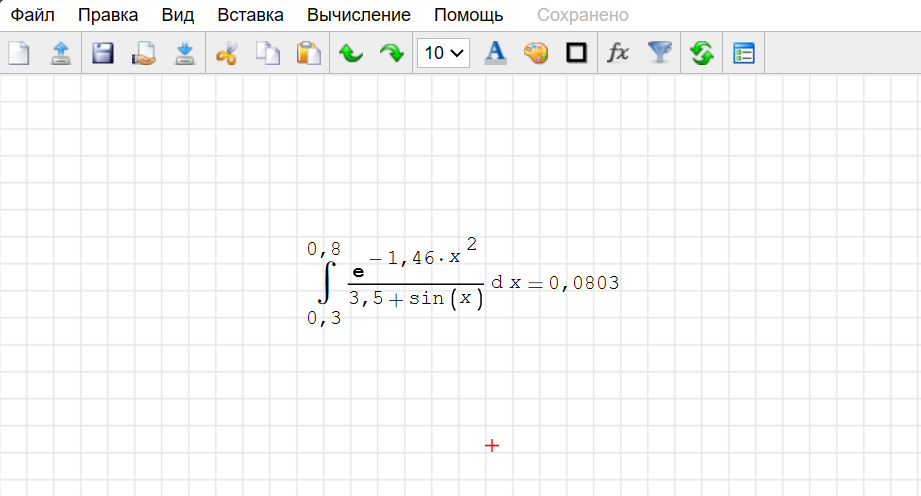 Файл Правка Вид Вставка Вычисление Помощь Сохранено
10 A fx
0,8
e −1,46·x 2
∫ d x = 0,0803
3,5+sin(x)
0,3